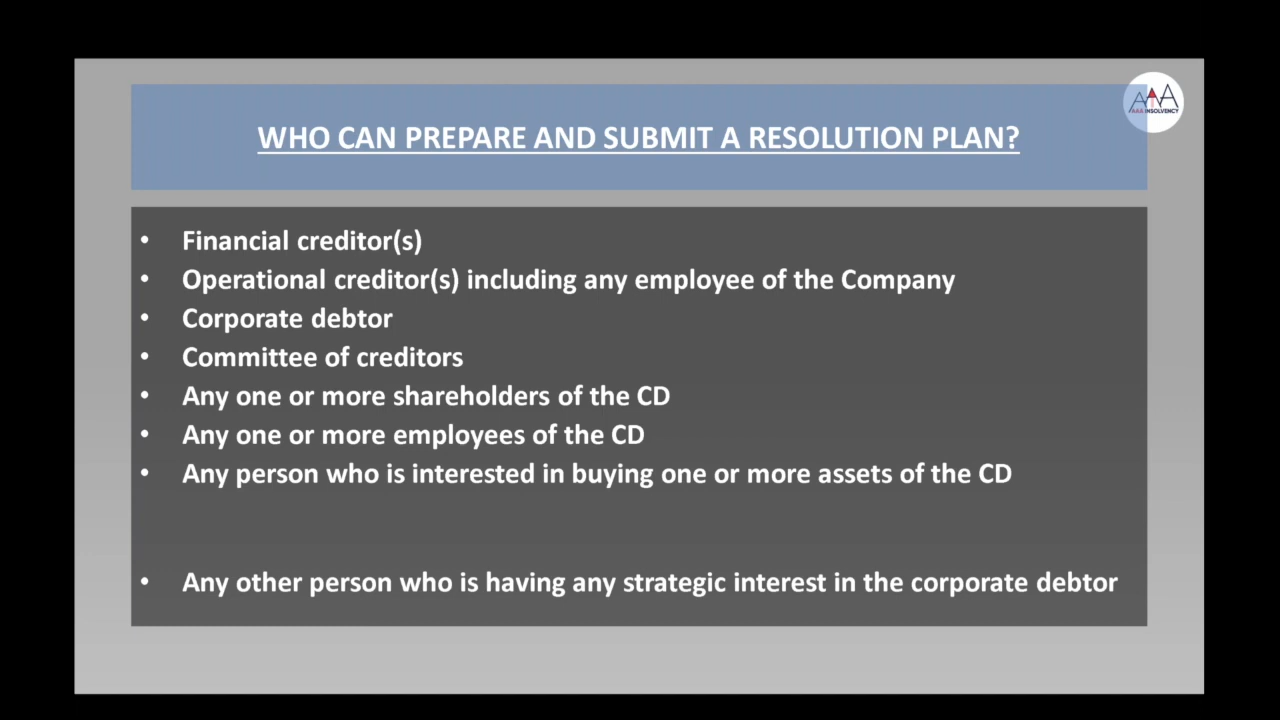 WHO CAN PREPARE AND SUBMIT A RESOLUTION PLAN?
AAA INSOLVENCY
• Financial creditor(s)
• Operational creditor(s) including any employee of the Company
• Corporate debtor
• Committee of creditors
• Any one or more shareholders of the CD
• Any one or more employees of the CD
• Any person who is interested in buying one or more assets of the CD
• Any other person who is having any strategic interest in the corporate debtor